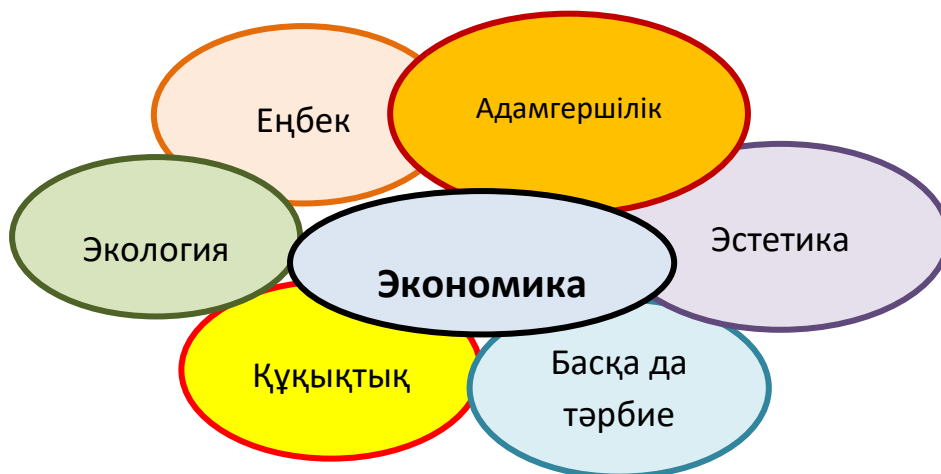 Еңбек
Адамгершілік
Экология
Эстетика
Экономика
Құқықтық
Басқа да
тәрбие